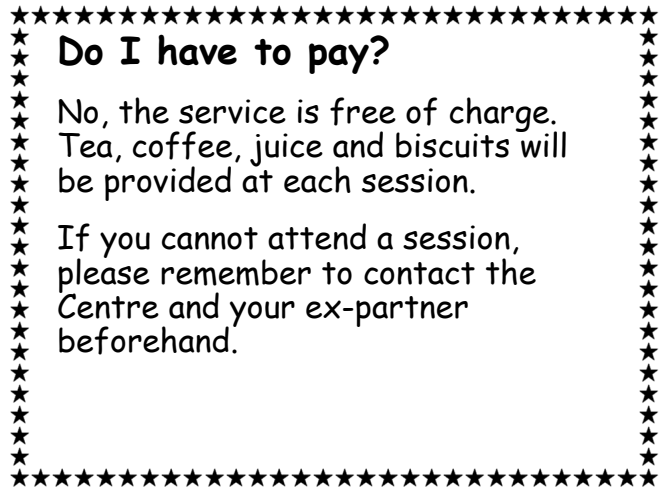 Do I have to pay?
No, the service is free of charge.
Tea, coffee, juice and biscuits will
be provided at each session.
If you cannot attend a session,
please remember to contact the
Centre and your ex-partner
beforehand.